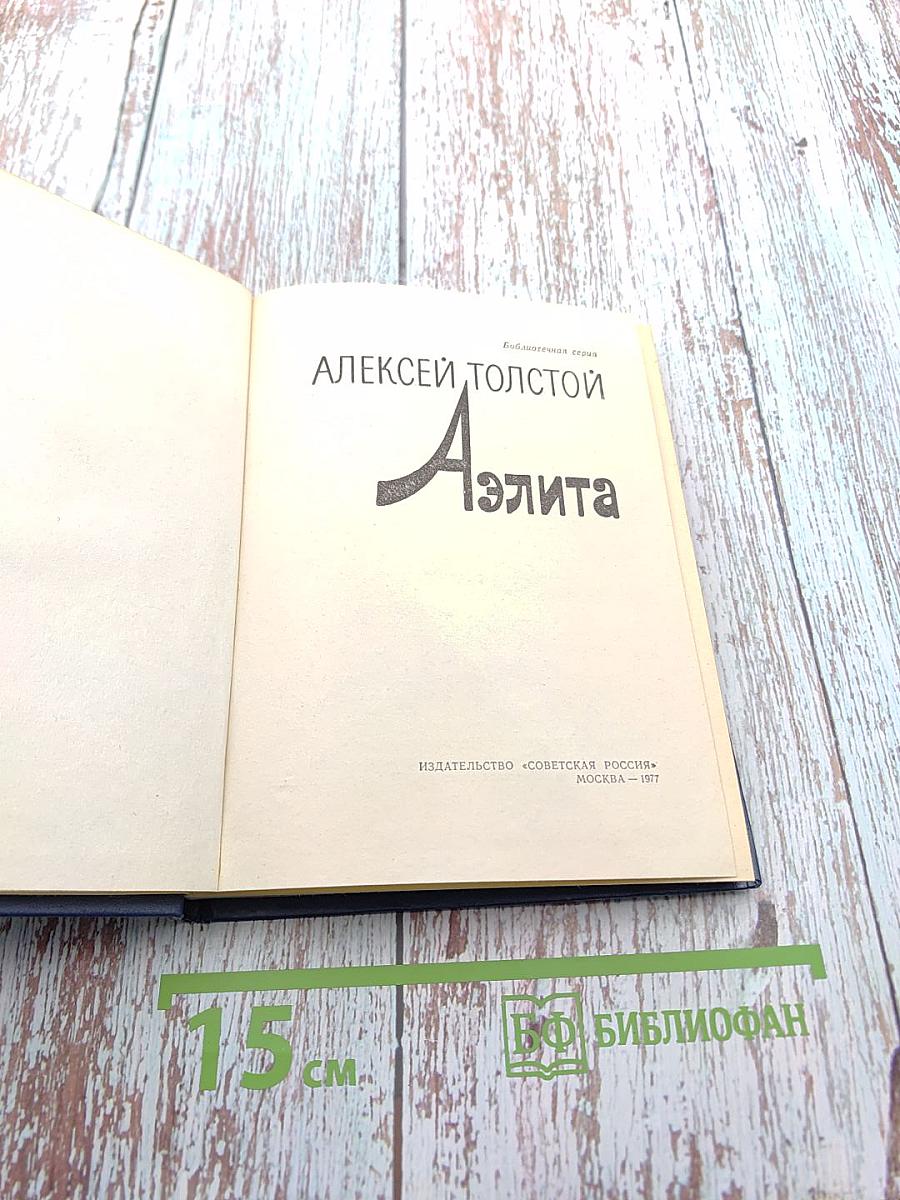 Библиотечная серия
АЛЕКСЕЙ ТОЛСТОЙ
Аэлита
ИЗДАТЕЛЬСТВО «СОВЕТСКАЯ РОССИЯ»
МОСКВА — 1977
15 см
БФ БИБЛИОФАН